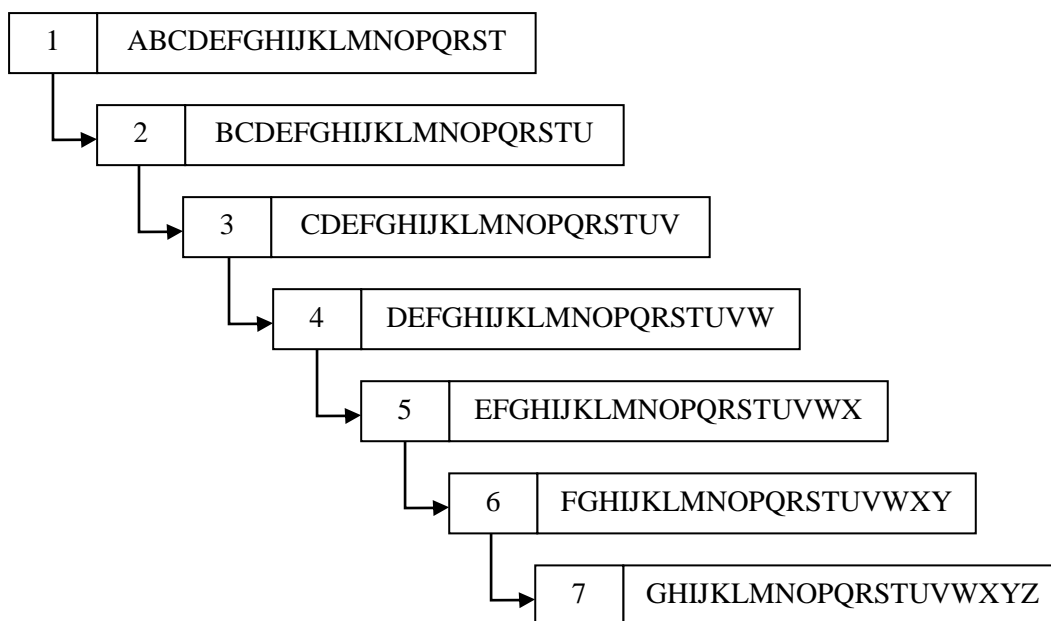 1 ABCDEFGHIJKLMNOPQRST
2 BCDEFGHIJKLMNOPQRSTU
3 CDEFGHIJKLMNOPQRSTUV
4 DEFGHIJKLMNOPQRSTUVW
5 EFGHIJKLMNOPQRSTUVWX
6 FGHIJKLMNOPQRSTUVWXY
7 GHIJKLMNOPQRSTUVWXYZ